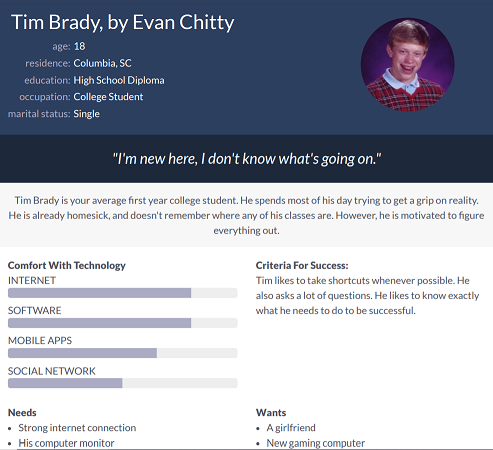 Tim Brady, by Evan Chitty
age: 18
residence: Columbia, SC
education: High School Diploma
occupation: College Student
marital status: Single
"I'm new here, I don't know what's going on."
Tim Brady is your average first year college student. He spends most of his day trying to get a grip on reality.
He is already homesick, and doesn't remember where any of his classes are. However, he is motivated to figure
everything out.
Comfort With Technology
INTERNET
SOFTWARE
MOBILE APPS
SOCIAL NETWORK
Criteria For Success:
Tim likes to take shortcuts whenever possible. He
also asks a lot of questions. He likes to know exactly
what he needs to do to be successful.
Needs
• Strong internet connection
• His computer monitor
Wants
• A girlfriend
• New gaming computer